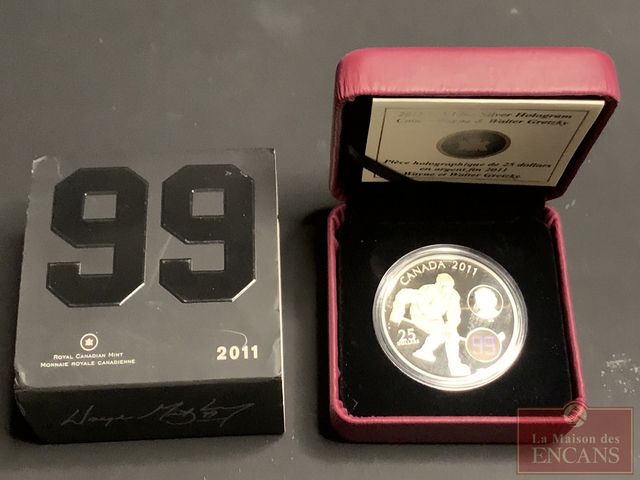 99
ROYAL CANADIAN MINT
MONNAIE ROYALE CANADIENNE
2011
Silver Hologram
Wayne & Walter Gretzky
Pièce holographique de 25 dollars
en argent fin 2011
Wayne et Walter Gretzky
CANADA 2011
25
DOLLARS
99
La Maison des
ENCANS